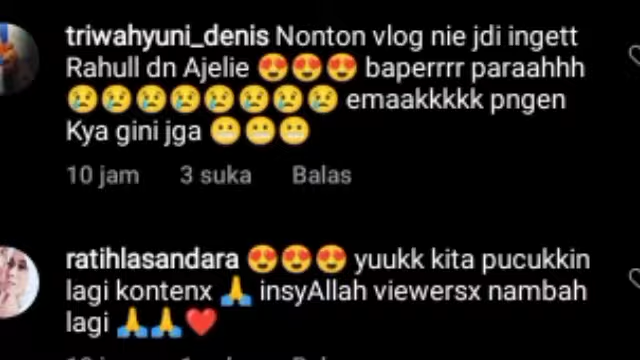 triwahyuni_denis Nonton vlog nie jdi ingett
Rahull dn Ajelie 😍😍😍 baperrrr paraahhh
😢😢😢😢😢😢😢😢 emaakkkkk pngen
Kya gini jga 😬😬😬
10 jam 3 suka Balas
ratihlasandara 😍😍😍 yuukk kita pucukkin
lagi kontenx 🙏 insyAllah viewersx nambah
lagi 🙏🙏❤️